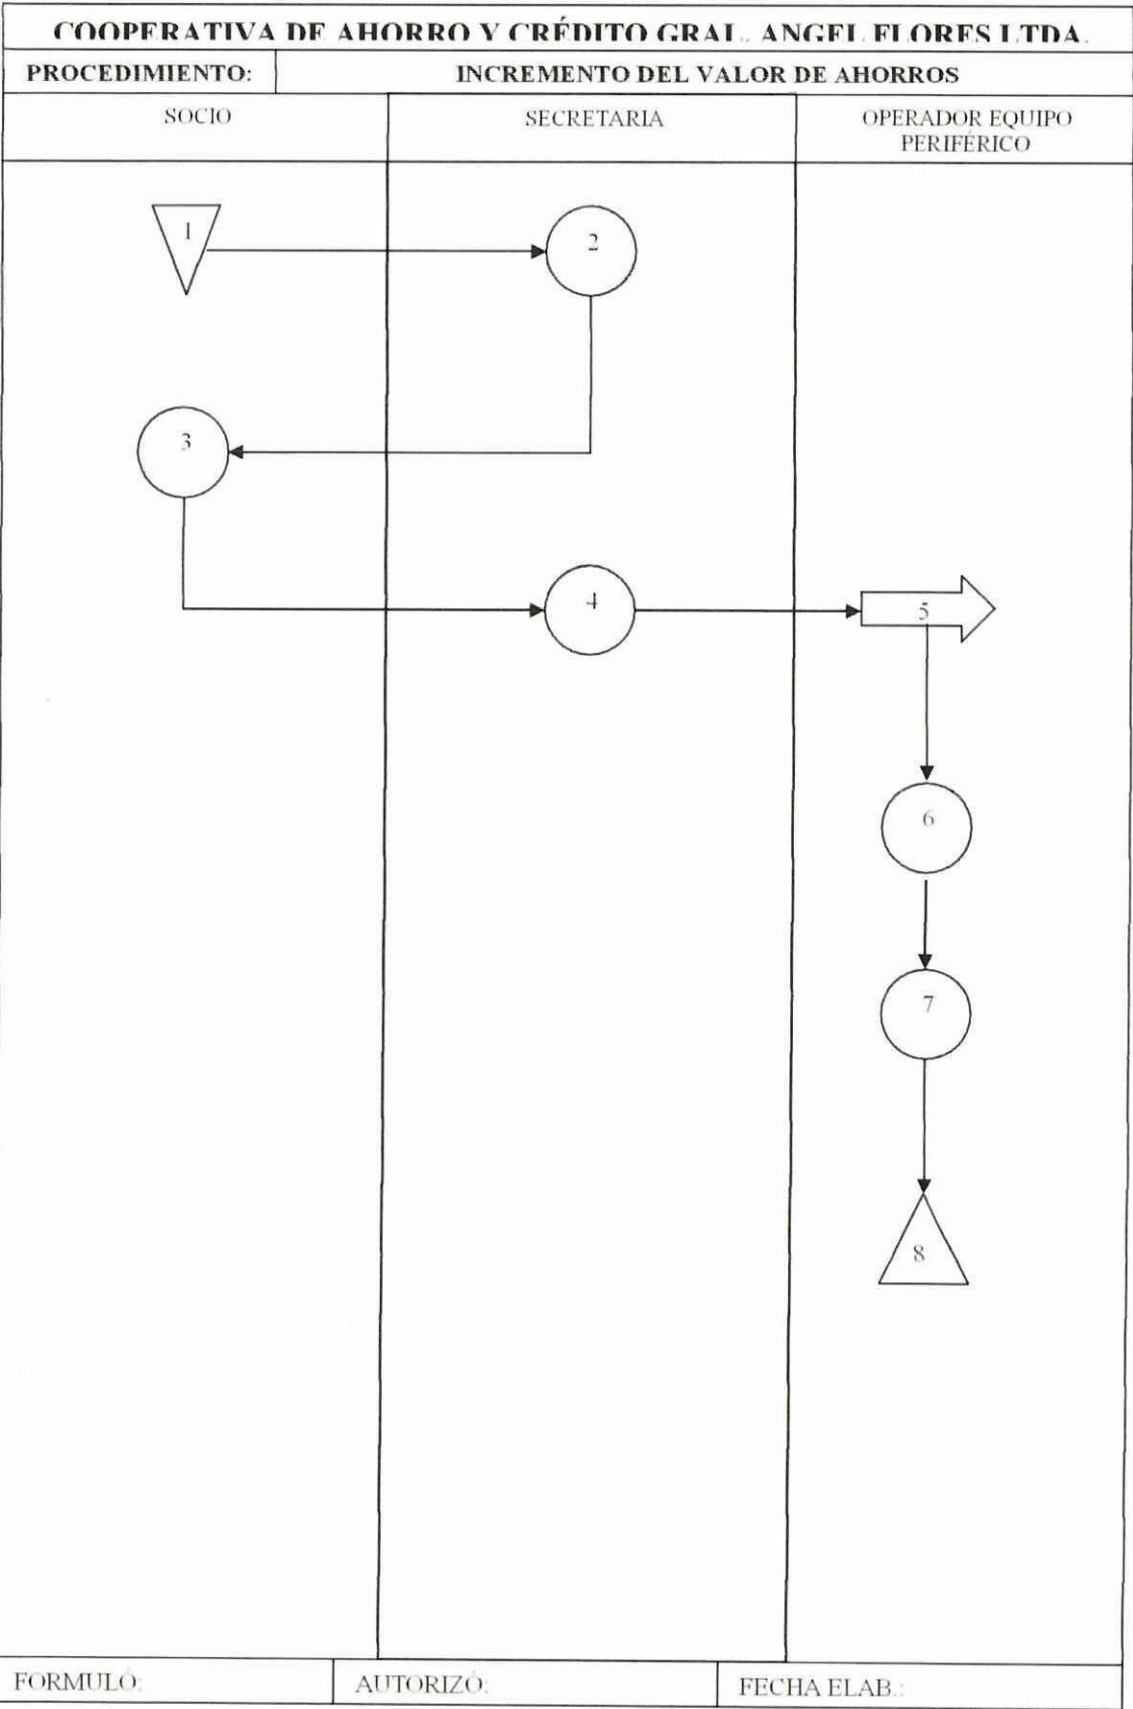 COOPERATIVA DE AHORRO Y CRÉDITO GRAL. ANGEL FLORES LTDA.
PROCEDIMIENTO: INCREMENTO DEL VALOR DE AHORROS
SOCIO SECRETARIA OPERADOR EQUIPO
PERIFÉRICO
1 2
3
4 5
6
7
8
FORMULÓ: AUTORIZÓ: FECHA ELAB.: